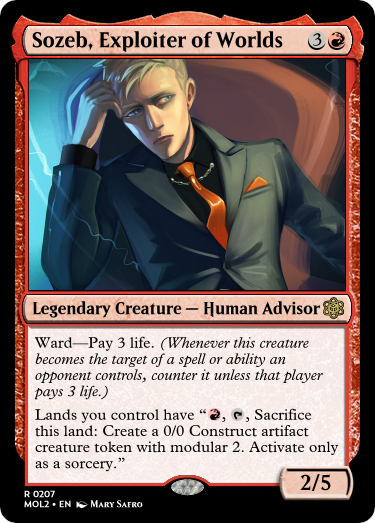 Sozeb, Exploiter of Worlds 3
Legendary Creature — Human Advisor
Ward—Pay 3 life. (Whenever this creature
becomes the target of a spell or ability an
opponent controls, counter it unless that player
pays 3 life.)
Lands you control have “, , Sacrifice
this land: Create a 0/0 Construct artifact
creature token with modular 2. Activate only
as a sorcery.”
2/5
R 0207
MOL2 • EN Mary Safro